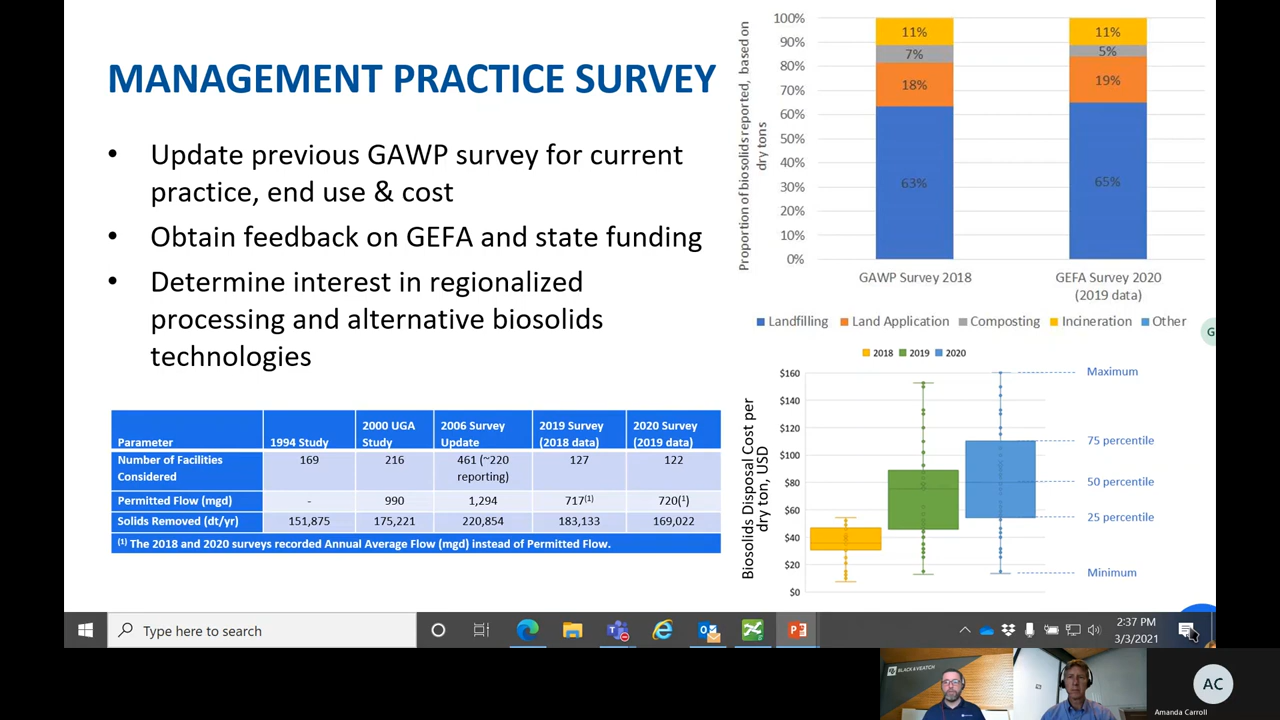 MANAGEMENT PRACTICE SURVEY
• Update previous GAWP survey for current
practice, end use & cost
• Obtain feedback on GEFA and state funding
• Determine interest in regionalized
processing and alternative biosolids
technologies
Parameter 1994 Study 2000 UGA Study 2006 Survey Update 2019 Survey (2018 data) 2020 Survey (2019 data)
Number of Facilities Considered 169 216 461 (~220 reporting) 127 122
Permitted Flow (mgd) - 990 1,294 717(1) 720(1)
Solids Removed (dt/yr) 151,875 175,221 220,854 183,133 169,022
(1) The 2018 and 2020 surveys recorded Annual Average Flow (mgd) instead of Permitted Flow.
Proportion of biosolids reported, based on
dry tons
100%
90%
80%
70%
60%
50%
40%
30%
20%
10%
0%
11% 11%
7% 5%
18% 19%
63% 65%
GAWP Survey 2018 GEFA Survey 2020
(2019 data)
Landfilling Land Application Composting Incineration Other
G
2018 2019 2020
Biosolids Disposal Cost per
dry ton, USD
$160
$140
$120
$100
$80
$60
$40
$20
$0
Maximum
75 percentile
50 percentile
25 percentile
Minimum
Type here to search
2:37 PM
3/3/2021
BLACK & VEATCH
AC
Amanda Carroll